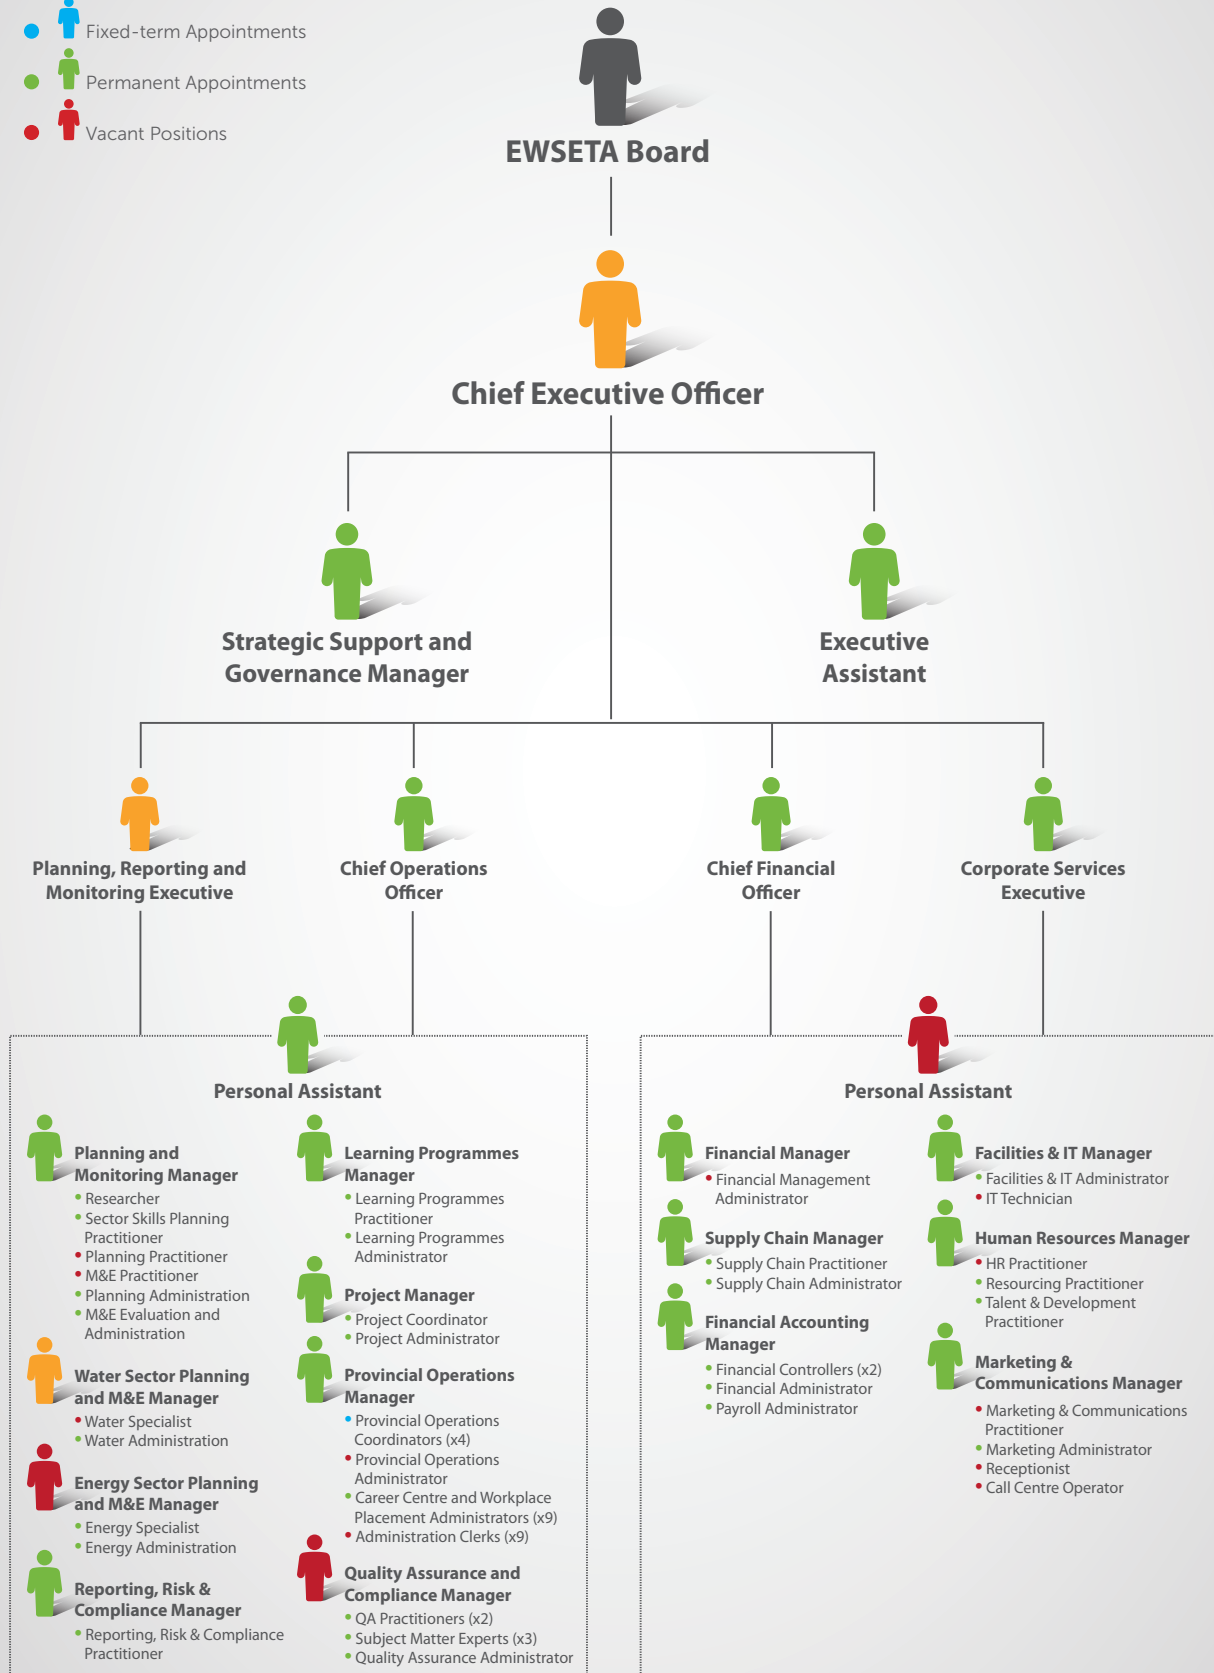 Fixed-term Appointments
Permanent Appointments
Vacant Positions
EWSETA Board
Chief Executive Officer
Strategic Support and
Governance Manager
Executive
Assistant
Planning, Reporting and
Monitoring Executive
Chief Operations
Officer
Chief Financial
Officer
Corporate Services
Executive
Personal Assistant
Planning and
Monitoring Manager
• Researcher
• Sector Skills Planning
Practitioner
• Planning Practitioner
• M&E Practitioner
• Planning Administration
• M&E Evaluation and
Administration
Water Sector Planning
and M&E Manager
• Water Specialist
• Water Administration
Energy Sector Planning
and M&E Manager
• Energy Specialist
• Energy Administration
Reporting, Risk &
Compliance Manager
• Reporting, Risk & Compliance
Practitioner
Learning Programmes
Manager
• Learning Programmes
Practitioner
• Learning Programmes
Administrator
Project Manager
• Project Coordinator
• Project Administrator
Provincial Operations
Manager
• Provincial Operations
Coordinators (x4)
• Provincial Operations
Administrator
• Career Centre and Workplace
Placement Administrators (x9)
• Administration Clerks (x9)
Quality Assurance and
Compliance Manager
• QA Practitioners (x2)
• Subject Matter Experts (x3)
• Quality Assurance Administrator
Personal Assistant
Financial Manager
• Financial Management
Administrator
Supply Chain Manager
• Supply Chain Practitioner
• Supply Chain Administrator
Financial Accounting
Manager
• Financial Controllers (x2)
• Financial Administrator
• Payroll Administrator
Facilities & IT Manager
• Facilities & IT Administrator
• IT Technician
Human Resources Manager
• HR Practitioner
• Resourcing Practitioner
• Talent & Development
Practitioner
Marketing &
Communications Manager
• Marketing & Communications
Practitioner
• Marketing Administrator
• Receptionist
• Call Centre Operator